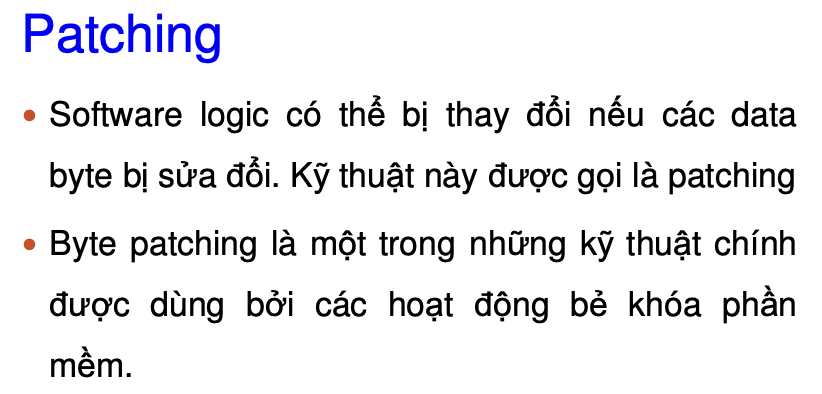 Patching
• Software logic có thể bị thay đổi nếu các data
byte bị sửa đổi. Kỹ thuật này được gọi là patching
• Byte patching là một trong những kỹ thuật chính
được dùng bởi các hoạt động bẻ khóa phần
mềm.